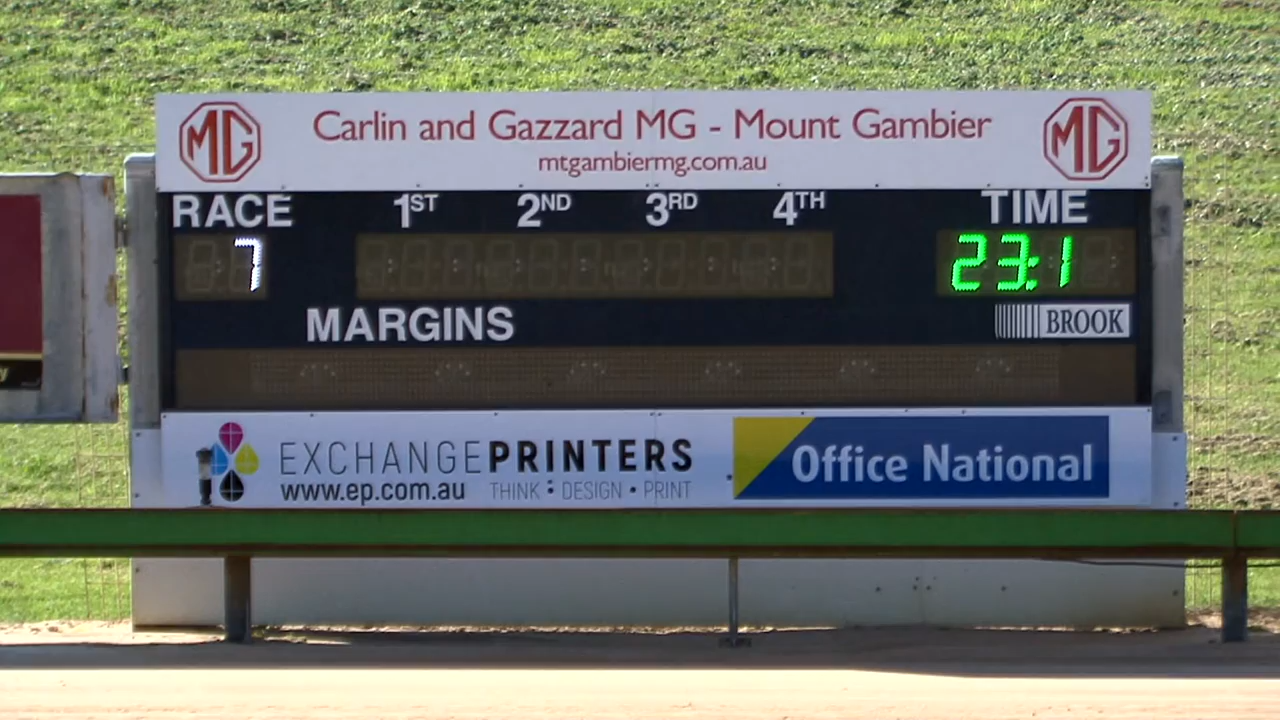 MG Carlin and Gazzard MG - Mount Gambier MG
mtgambiermg.com.au
RACE 1ST 2ND 3RD 4TH TIME
7 23:1
MARGINS BROOK
EXCHANGEPRINTERS Office National
www.ep.com.au THINK : DESIGN • PRINT
y